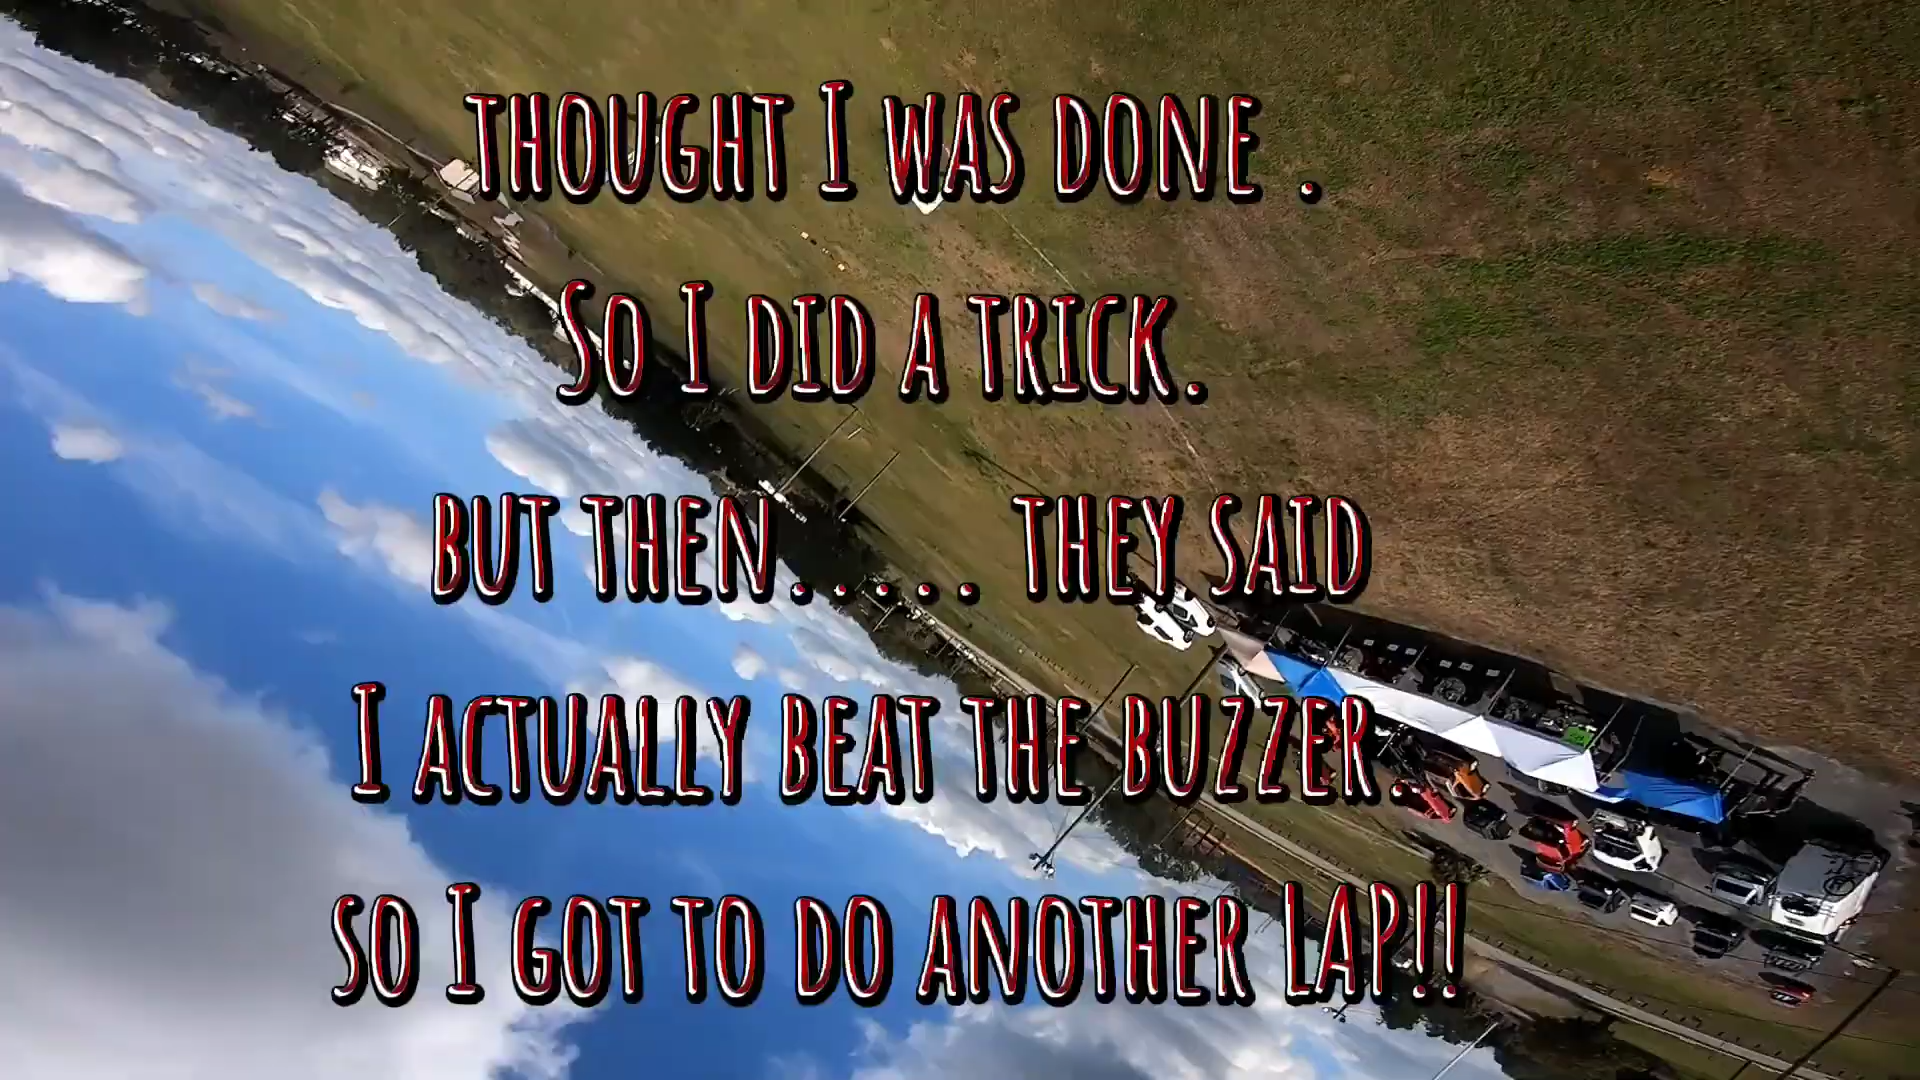 THOUGHT I WAS DONE .
SO I DID A TRICK.
BUT THEN...... THEY SAID
I ACTUALLY BEAT THE BUZZER..
SO I GOT TO DO ANOTHER LAP!!